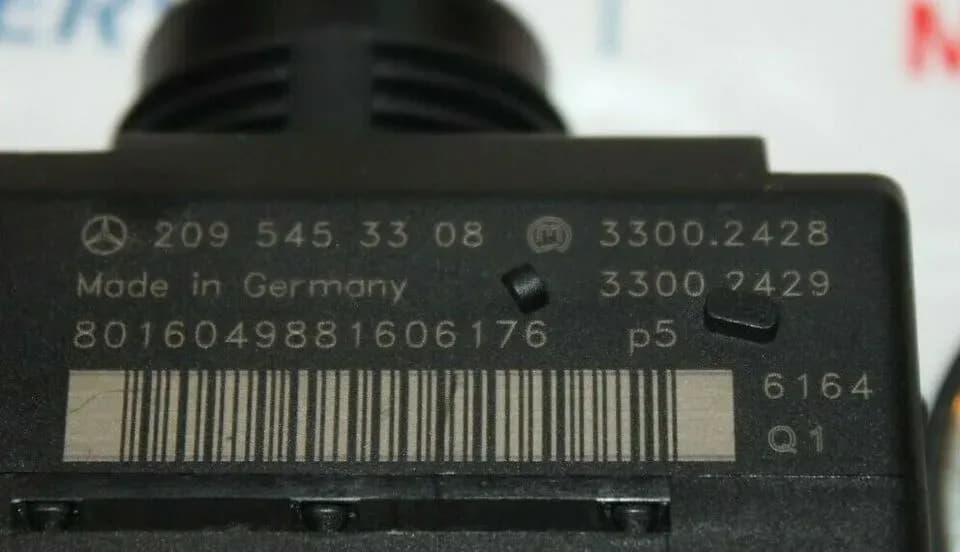 209 545 33 08 M 3300.2428
Made in Germany 3300.2429
8016049881606176 p5
6164
Q1